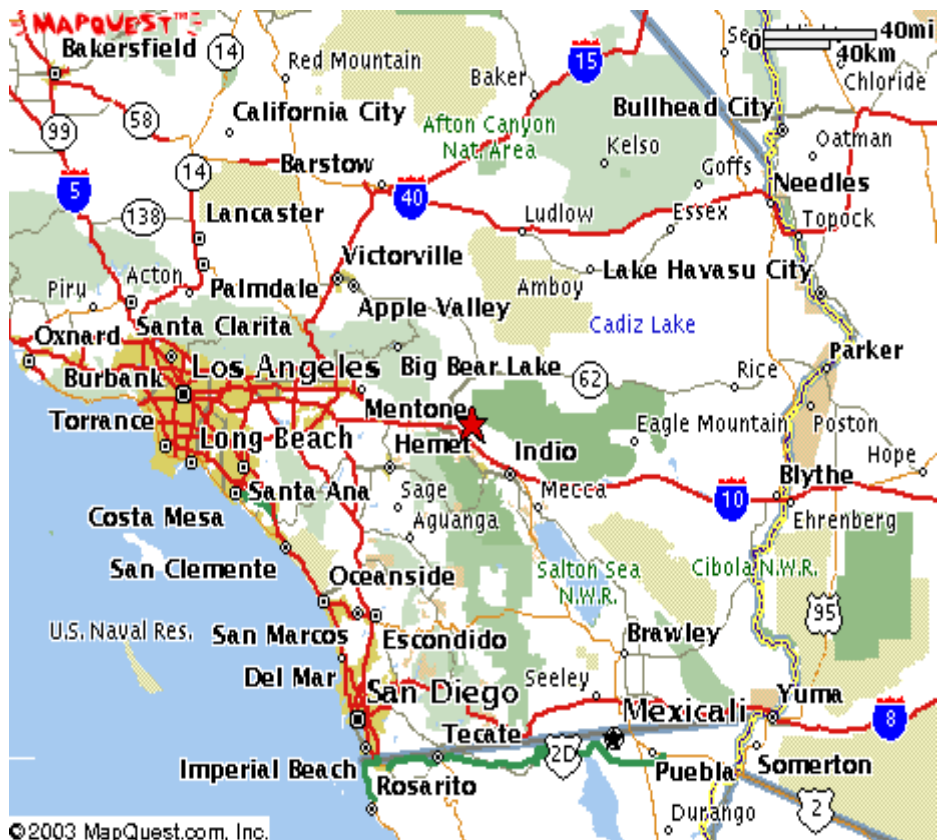 MAPQUEST™
Bakersfield
14
Red Mountain
15
Baker
Se
0
40mi
40km
Chloride
58
California City
Bullhead City
99
Afton Canyon
Nat. Area
Kelso
Oatman
Goffs
14
Barstow
5
40
Needles
138
Lancaster
Ludlow
Essex
Topock
Victorville
Acton
Piru
Palmdale
Apple Valley
Amboy
Lake Havasu City
Oxnard
Santa Clarita
Cadiz Lake
Burbank
Los Angeles
Big Bear Lake
62
Rice
Parker
Torrance
Mentone
Eagle Mountain
Poston
Long Beach
Hemet
Indio
Hope
Santa Ana
Sage
Mecca
10
Blythe
Costa Mesa
Aguanga
Ehrenberg
San Clemente
Oceanside
Salton Sea
N.W.R.
Cibola N.W.R.
95
U.S. Naval Res.
San Marcos
Escondido
Brawley
Del Mar
San Diego
Seeley
Mexicali
Yuma
8
Tecate
2D
Imperial Beach
Rosarito
Puebla
Somerton
Durango
2
©2003 MapQuest.com, Inc.